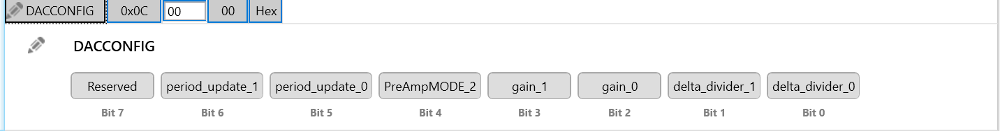 DACCONFIG 0x0C 00 00 Hex
DACCONFIG
Reserved period_update_1 period_update_0 PreAmpMODE_2 gain_1 gain_0 delta_divider_1 delta_divider_0
Bit 7 Bit 6 Bit 5 Bit 4 Bit 3 Bit 2 Bit 1 Bit 0